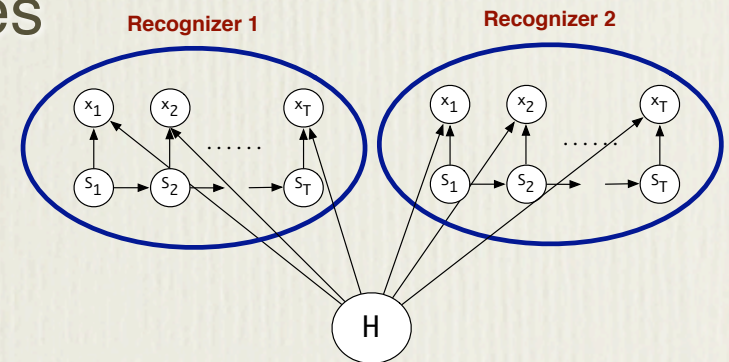 es
Recognizer 1
Recognizer 2
x1 x2 xT
......
S1 S2 ST
x1 x2 xT
......
S1 S2 ST
H